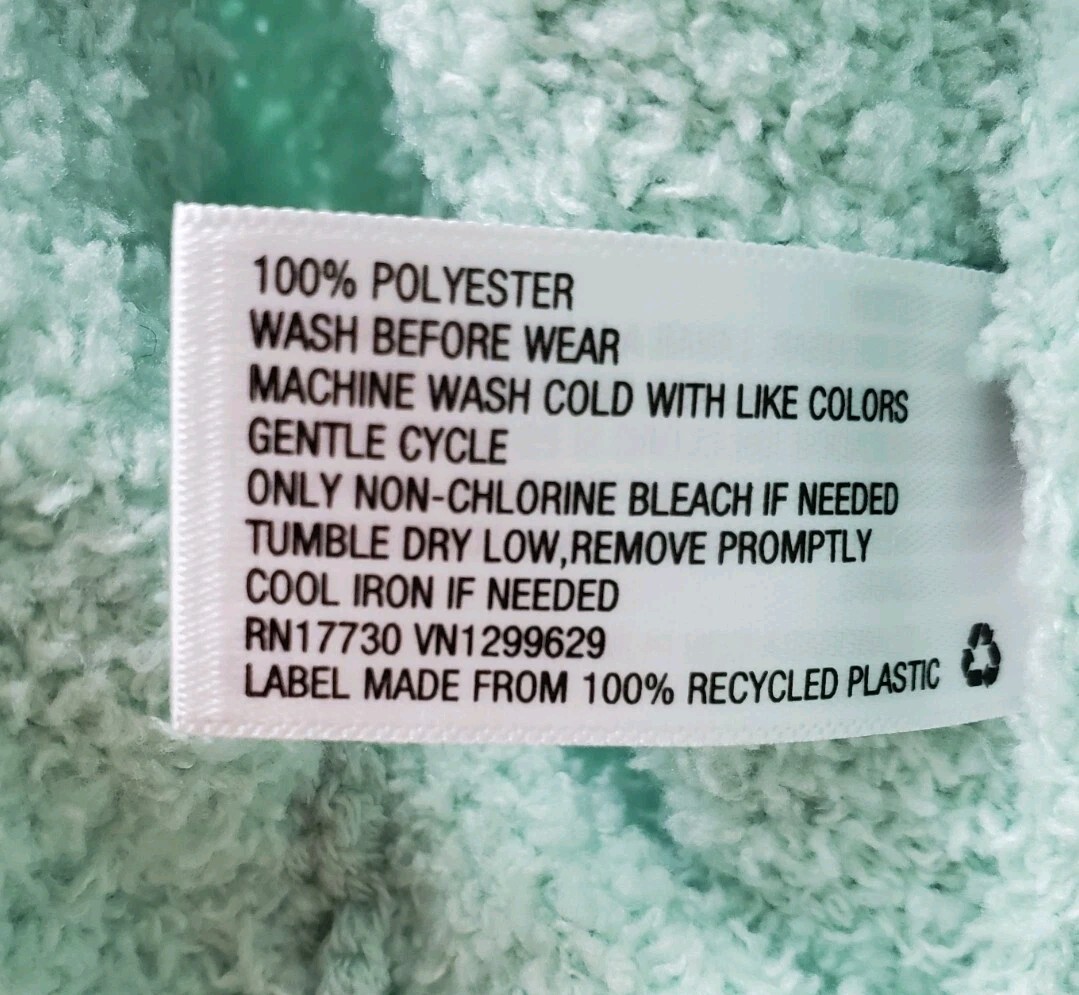 100% POLYESTER
WASH BEFORE WEAR
MACHINE WASH COLD WITH LIKE COLORS
GENTLE CYCLE
ONLY NON-CHLORINE BLEACH IF NEEDED
TUMBLE DRY LOW,REMOVE PROMPTLY
COOL IRON IF NEEDED
RN17730 VN1299629
LABEL MADE FROM 100% RECYCLED PLASTIC